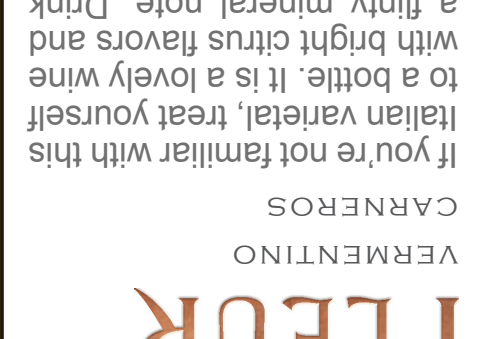 FLEUR
VERMENTINO
CARNEROS
If you're not familiar with this
Italian varietal, treat yourself
to a bottle. It is a lovely wine
with bright citrus flavors and
a flinty mineral note. Drink